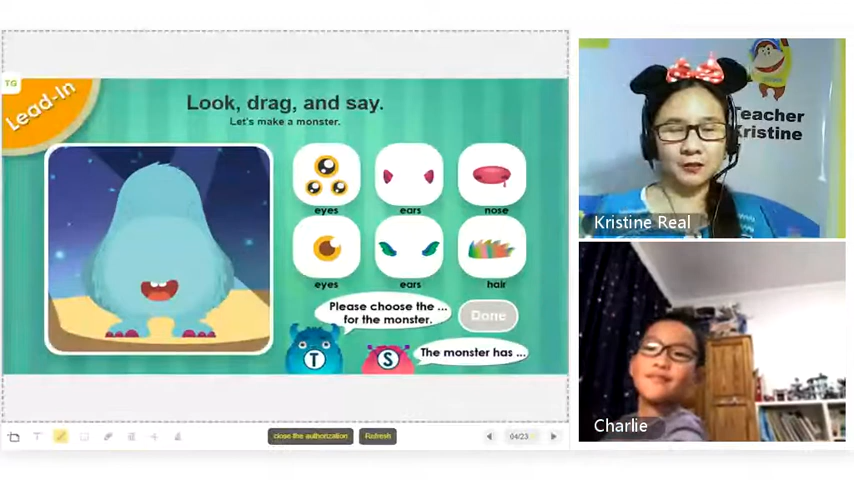 TG
Lead-In
Look, drag, and say.
Let's make a monster.
eyes
ears
nose
eyes
ears
hair
Please choose the ...
for the monster.
Done
T
S
The monster has ...
close the authorization
Refresh
04/23
Teacher
Kristine
Kristine Real
Charlie